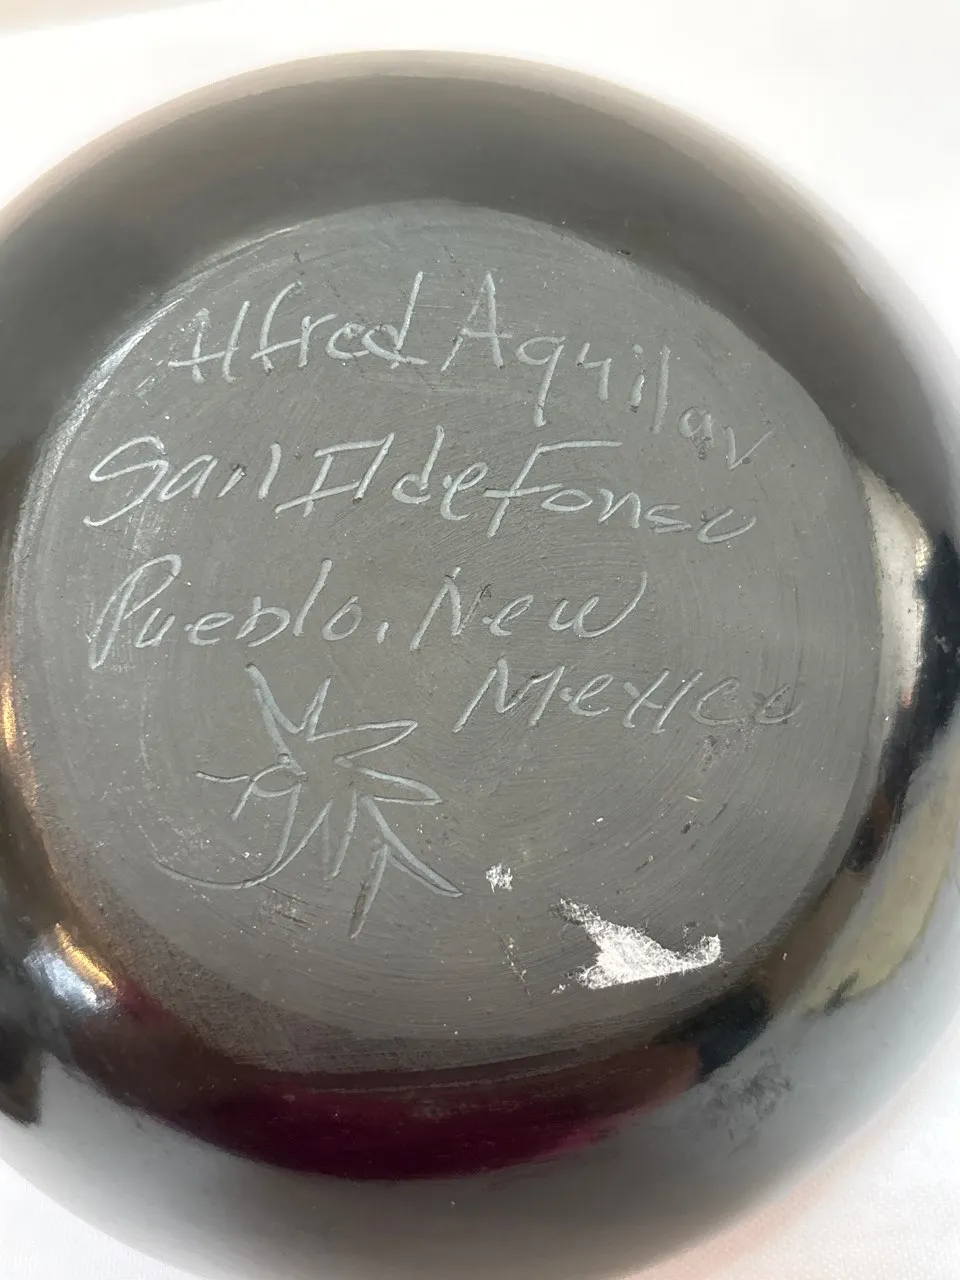 Alfred Aquilar
San Ildefonso
Pueblo, New
Mexico